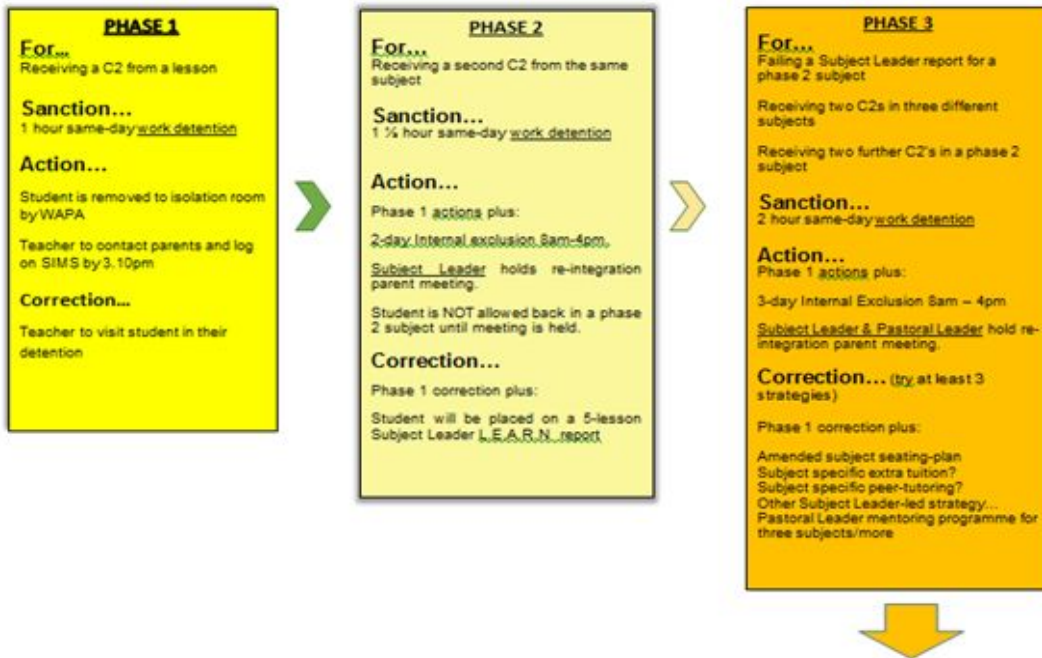 PHASE 1
For...
Receiving a C2 from a lesson
Sanction...
1 hour same-day work detention
Action...
Student is removed to isolation room
by WAPA
Teacher to contact parents and log
on SIMS by 3.10pm
Correction...
Teacher to visit student in their
detention
PHASE 2
For...
Receiving a second C2 from the same
subject
Sanction...
1 ½ hour same-day work detention
Action...
Phase 1 actions plus:
2-day Internal exclusion 8am-4pm.
Subject Leader holds re-integration
parent meeting.
Student is NOT allowed back in a phase
2 subject until meeting is held.
Correction...
Phase 1 correction plus:
Student will be placed on a 5-lesson
Subject Leader L.E.A.R.N. report
PHASE 3
For...
Failing a Subject Leader report for a
phase 2 subject
Receiving two C2s in three different
subjects
Receiving two further C2's in a phase 2
subject
Sanction...
2 hour same-day work detention
Action...
Phase 1 actions plus:
3-day Internal Exclusion 8am – 4pm
Subject Leader & Pastoral Leader hold re-
integration parent meeting.
Correction... (try at least 3
strategies)
Phase 1 correction plus:
Amended subject seating-plan
Subject specific extra tuition?
Subject specific peer-tutoring?
Other Subject Leader-led strategy...
Pastoral Leader mentoring programme for
three subjects/more